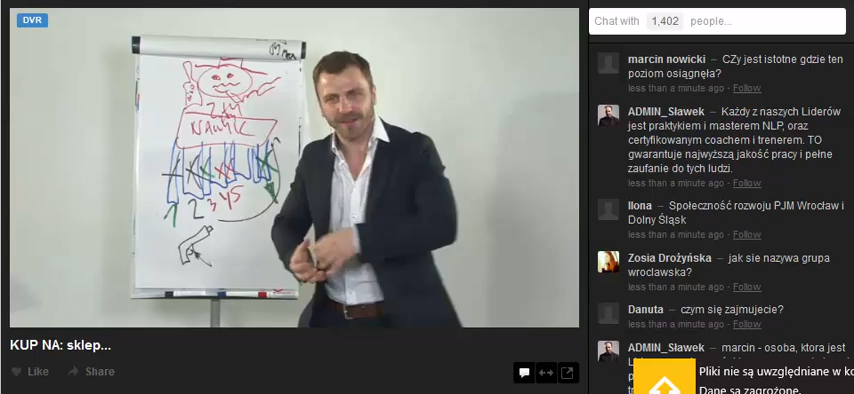 DVR
NAWYK
1 2 3 4 5
KUP NA: sklep...
Like Share
Chat with 1,402 people...
marcin nowicki – CZy jest istotne gdzie ten
poziom osiągnęła?
less than a minute ago · Follow
ADMIN_Sławek – Każdy z naszych Liderów
jest praktykiem i masterem NLP, oraz
certyfikowanym coachem i trenerem. TO
gwarantuje najwyższą jakość pracy i pełne
zaufanie do tych ludzi.
less than a minute ago · Follow
Ilona – Społeczność rozwoju PJM Wrocław i
Dolny Śląsk
less than a minute ago · Follow
Zosia Drożyńska – jak sie nazywa grupa
wroclawska?
less than a minute ago · Follow
Danuta – czym się zajmujecie?
less than a minute ago · Follow
ADMIN_Sławek – marcin - osoba, ktora jest
Pliki nie są uwzględniane w ko
Dane są zagrożone.